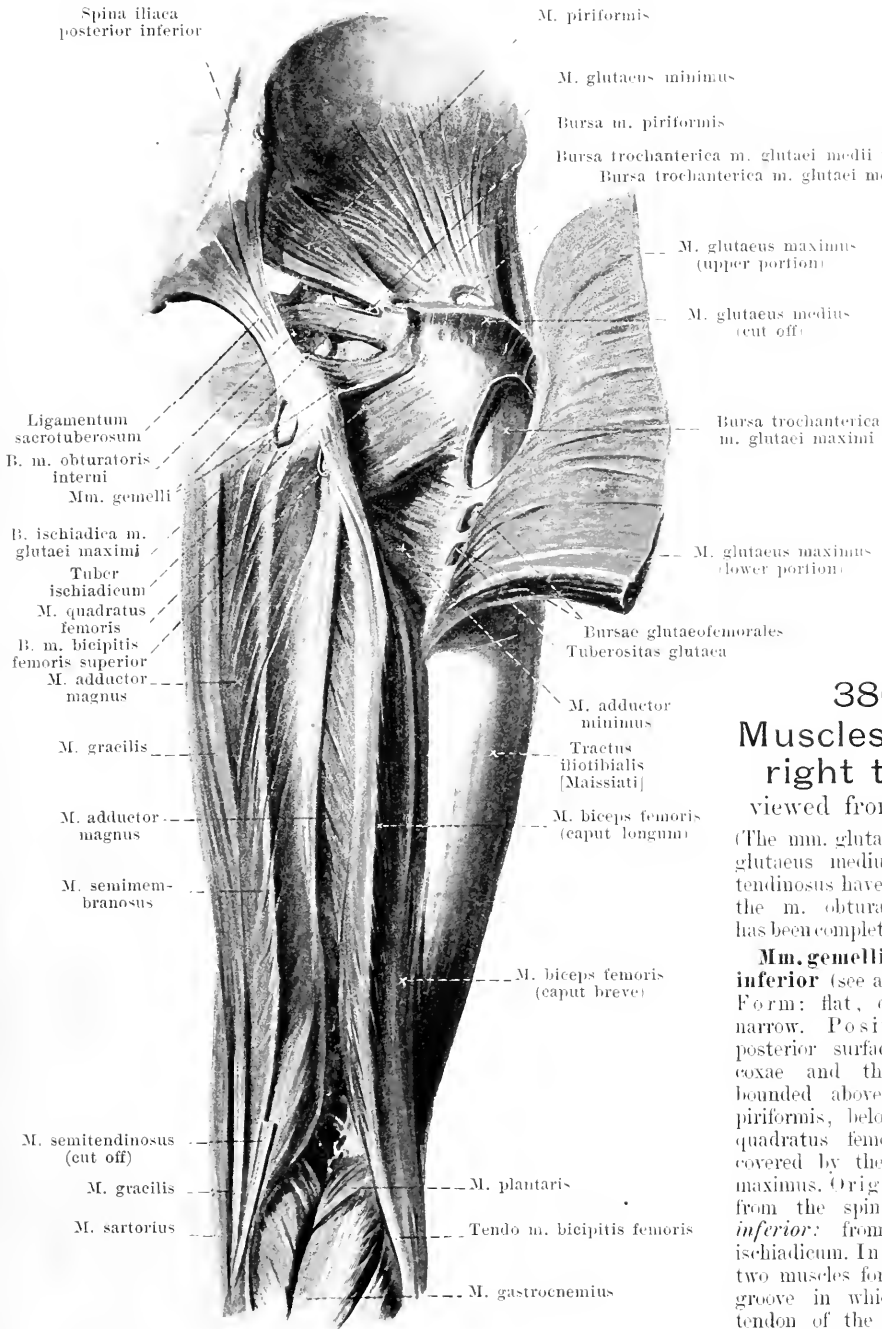 Spina iliaca
posterior inferior
M. piriformis
M. glutaeus minimus
Bursa m. piriformis
Bursa trochanterica m. glutaei medii
Bursa trochanterica m. glutaei
M. glutaeus maximus
(upper portion)
M. glutaeus medius
(cut off)
Bursa trochanterica
m. glutaei maximi
M. glutaeus maximus
(lower portion)
Ligamentum
sacrotuberosum
B. m. obturatoris
interni
Mm. gemelli
B. ischiadica m.
glutaei maximi
Tuber
ischiadicum
M. quadratus
femoris
B. m. bicipitis
femoris superior
M. adductor
magnus
M. gracilis
M. adductor
magnus
M. semimem-
branosus
M. semitendinosus
(cut off)
M. gracilis
M. sartorius
Bursae glutaeofemorales
Tuberositas glutaea
M. adductor
minimus
Tractus
iliotibialis
[Maissiati]
M. biceps femoris
(caput longum)
M. biceps femoris
(caput breve)
M. plantaris
Tendo m. bicipitis femoris
M. gastrocnemius
38
Muscles
right t
viewed from
(The mm. gluta
glutaeus mediu
tendinosus have
the m. obtura
has been complet
Mm. gemelli
inferior (see a
Form: flat,
narrow. Posi
posterior surfac
coxae and th
bounded above
piriformis, belo
quadratus femo
covered by the
maximus. Orig
from the spin
inferior: from
ischiadicum. In
two muscles for
groove in whic
tendon of the